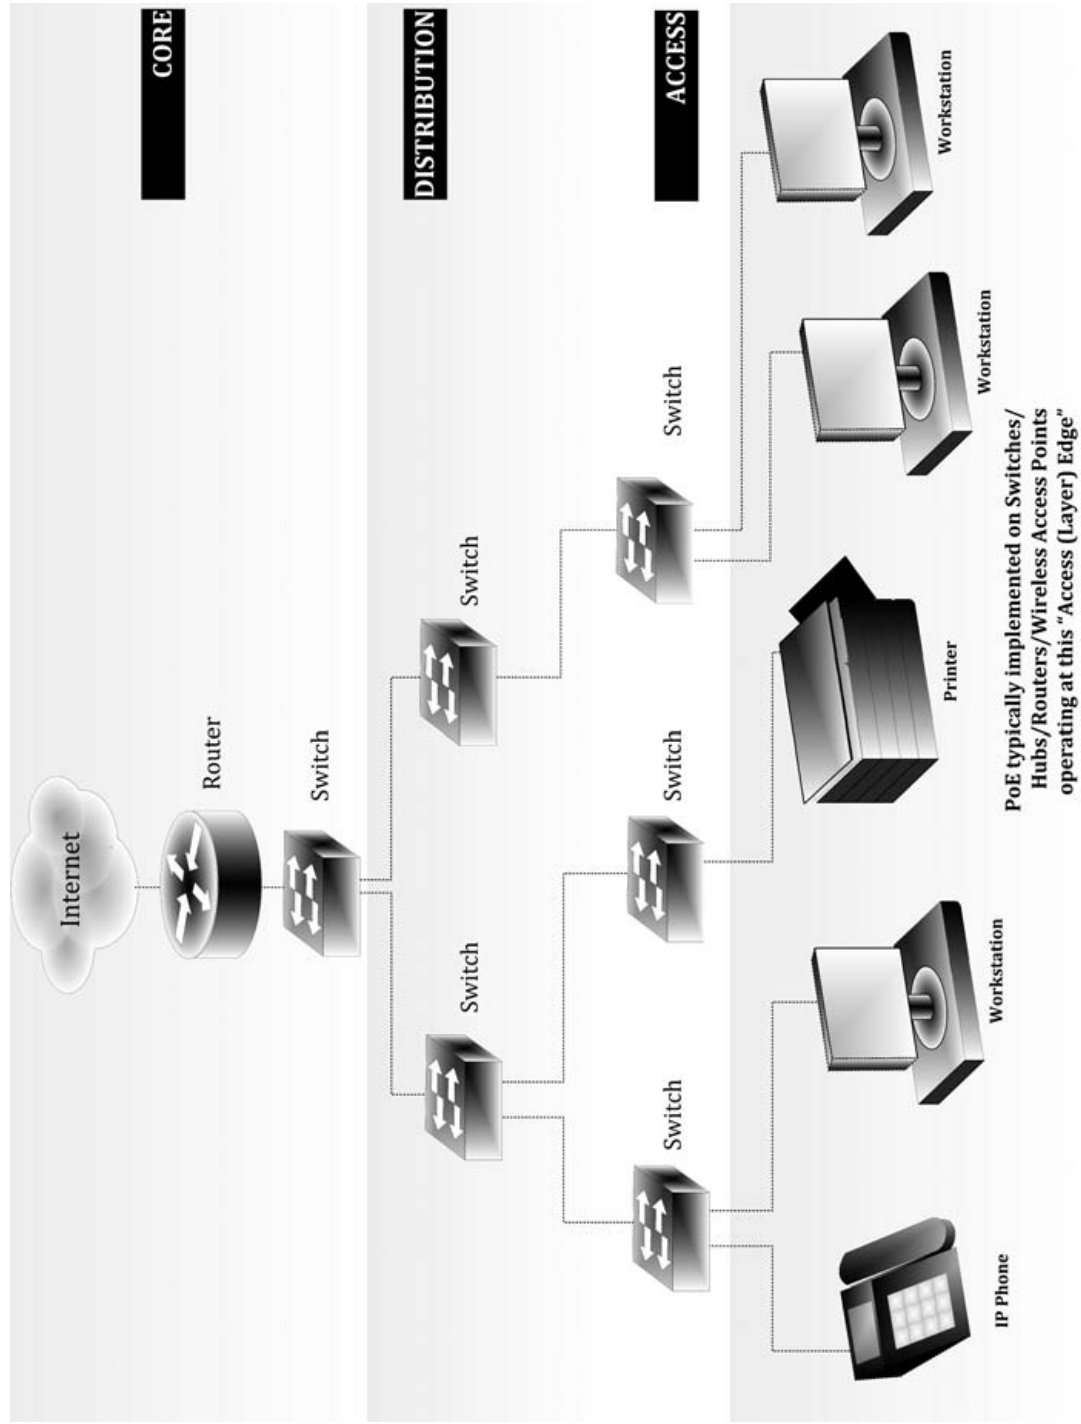 CORE
Internet
Router
Switch
DISTRIBUTION
Switch
Switch
ACCESS
Switch
Switch
Switch
IP Phone
Workstation
Printer
Workstation
Workstation
PoE typically implemented on Switches/
Hubs/Routers/Wireless Access Points
operating at this “Access (Layer) Edge”